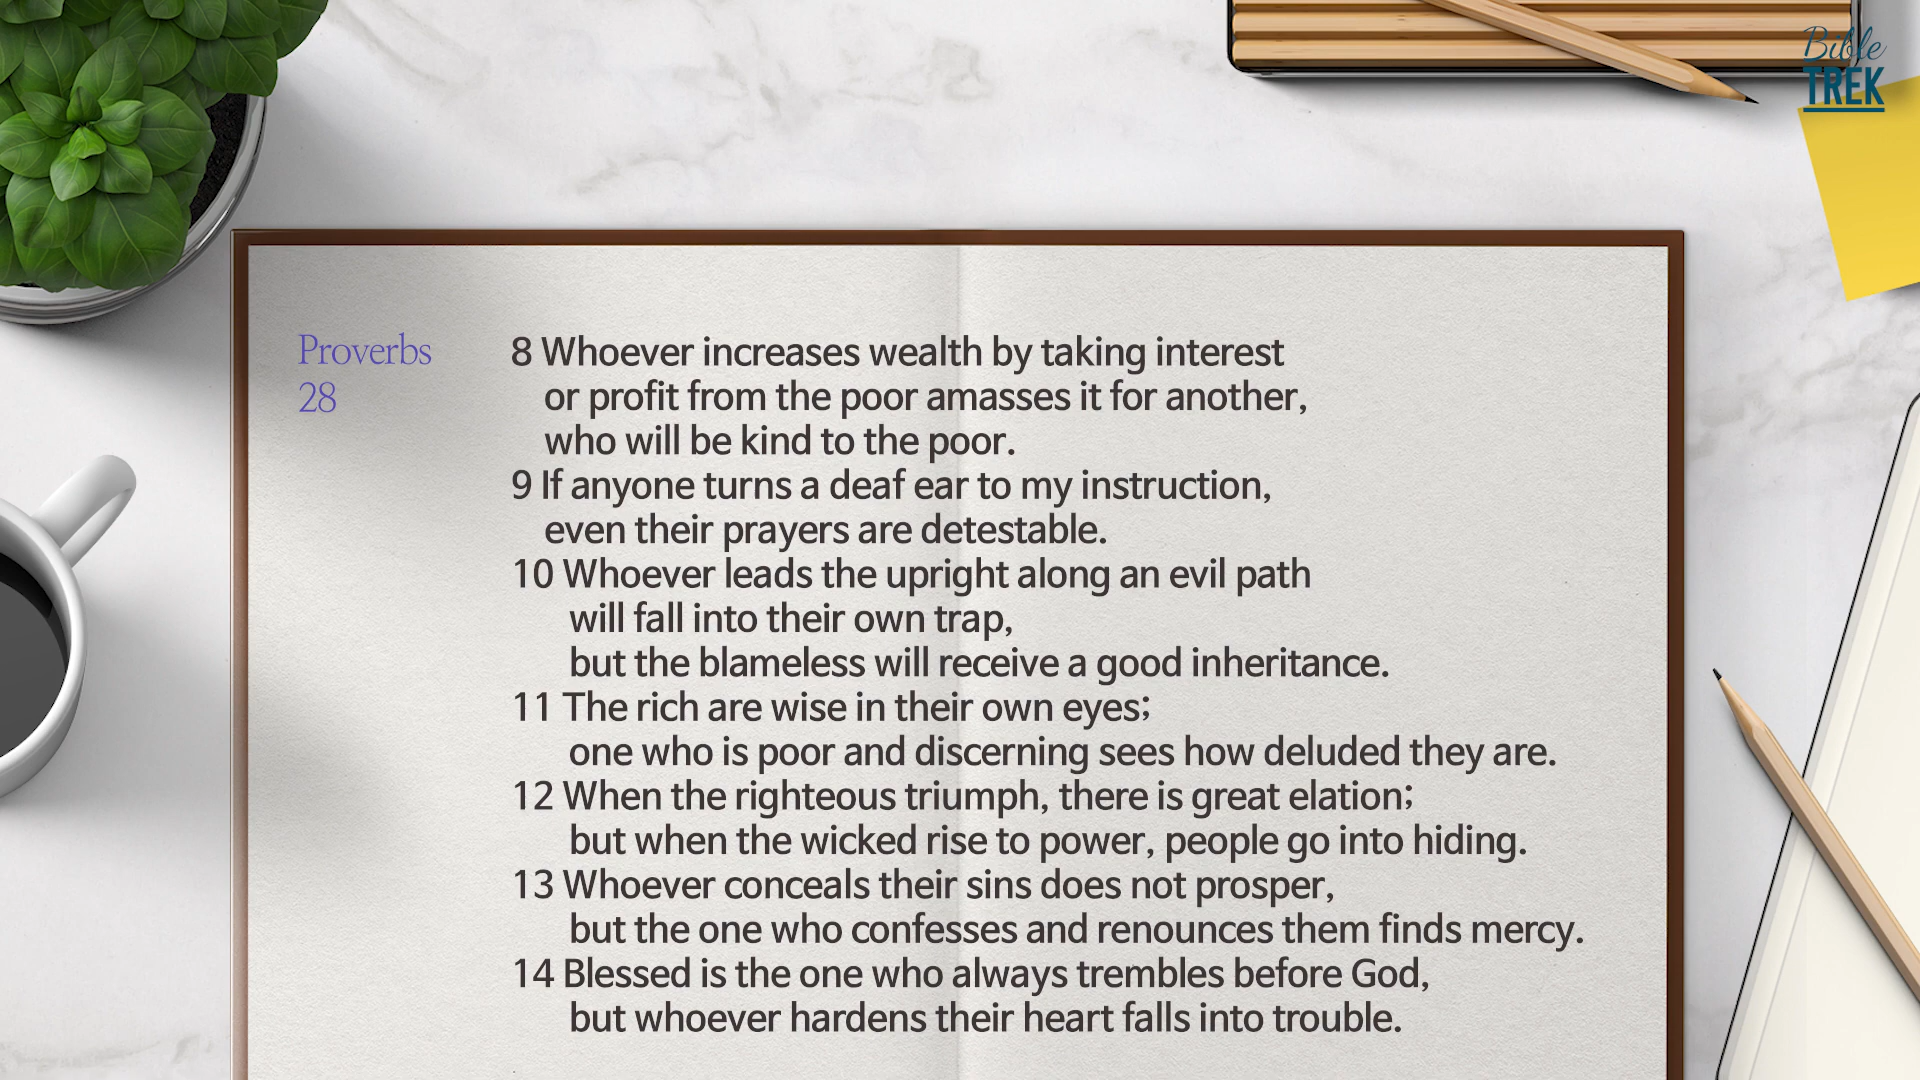 Bible
TREK
Proverbs
28
8 Whoever increases wealth by taking interest
or profit from the poor amasses it for another,
who will be kind to the poor.
9 If anyone turns a deaf ear to my instruction,
even their prayers are detestable.
10 Whoever leads the upright along an evil path
will fall into their own trap,
but the blameless will receive a good inheritance.
11 The rich are wise in their own eyes;
one who is poor and discerning sees how deluded they are.
12 When the righteous triumph, there is great elation;
but when the wicked rise to power, people go into hiding.
13 Whoever conceals their sins does not prosper,
but the one who confesses and renounces them finds mercy.
14 Blessed is the one who always trembles before God,
but whoever hardens their heart falls into trouble.